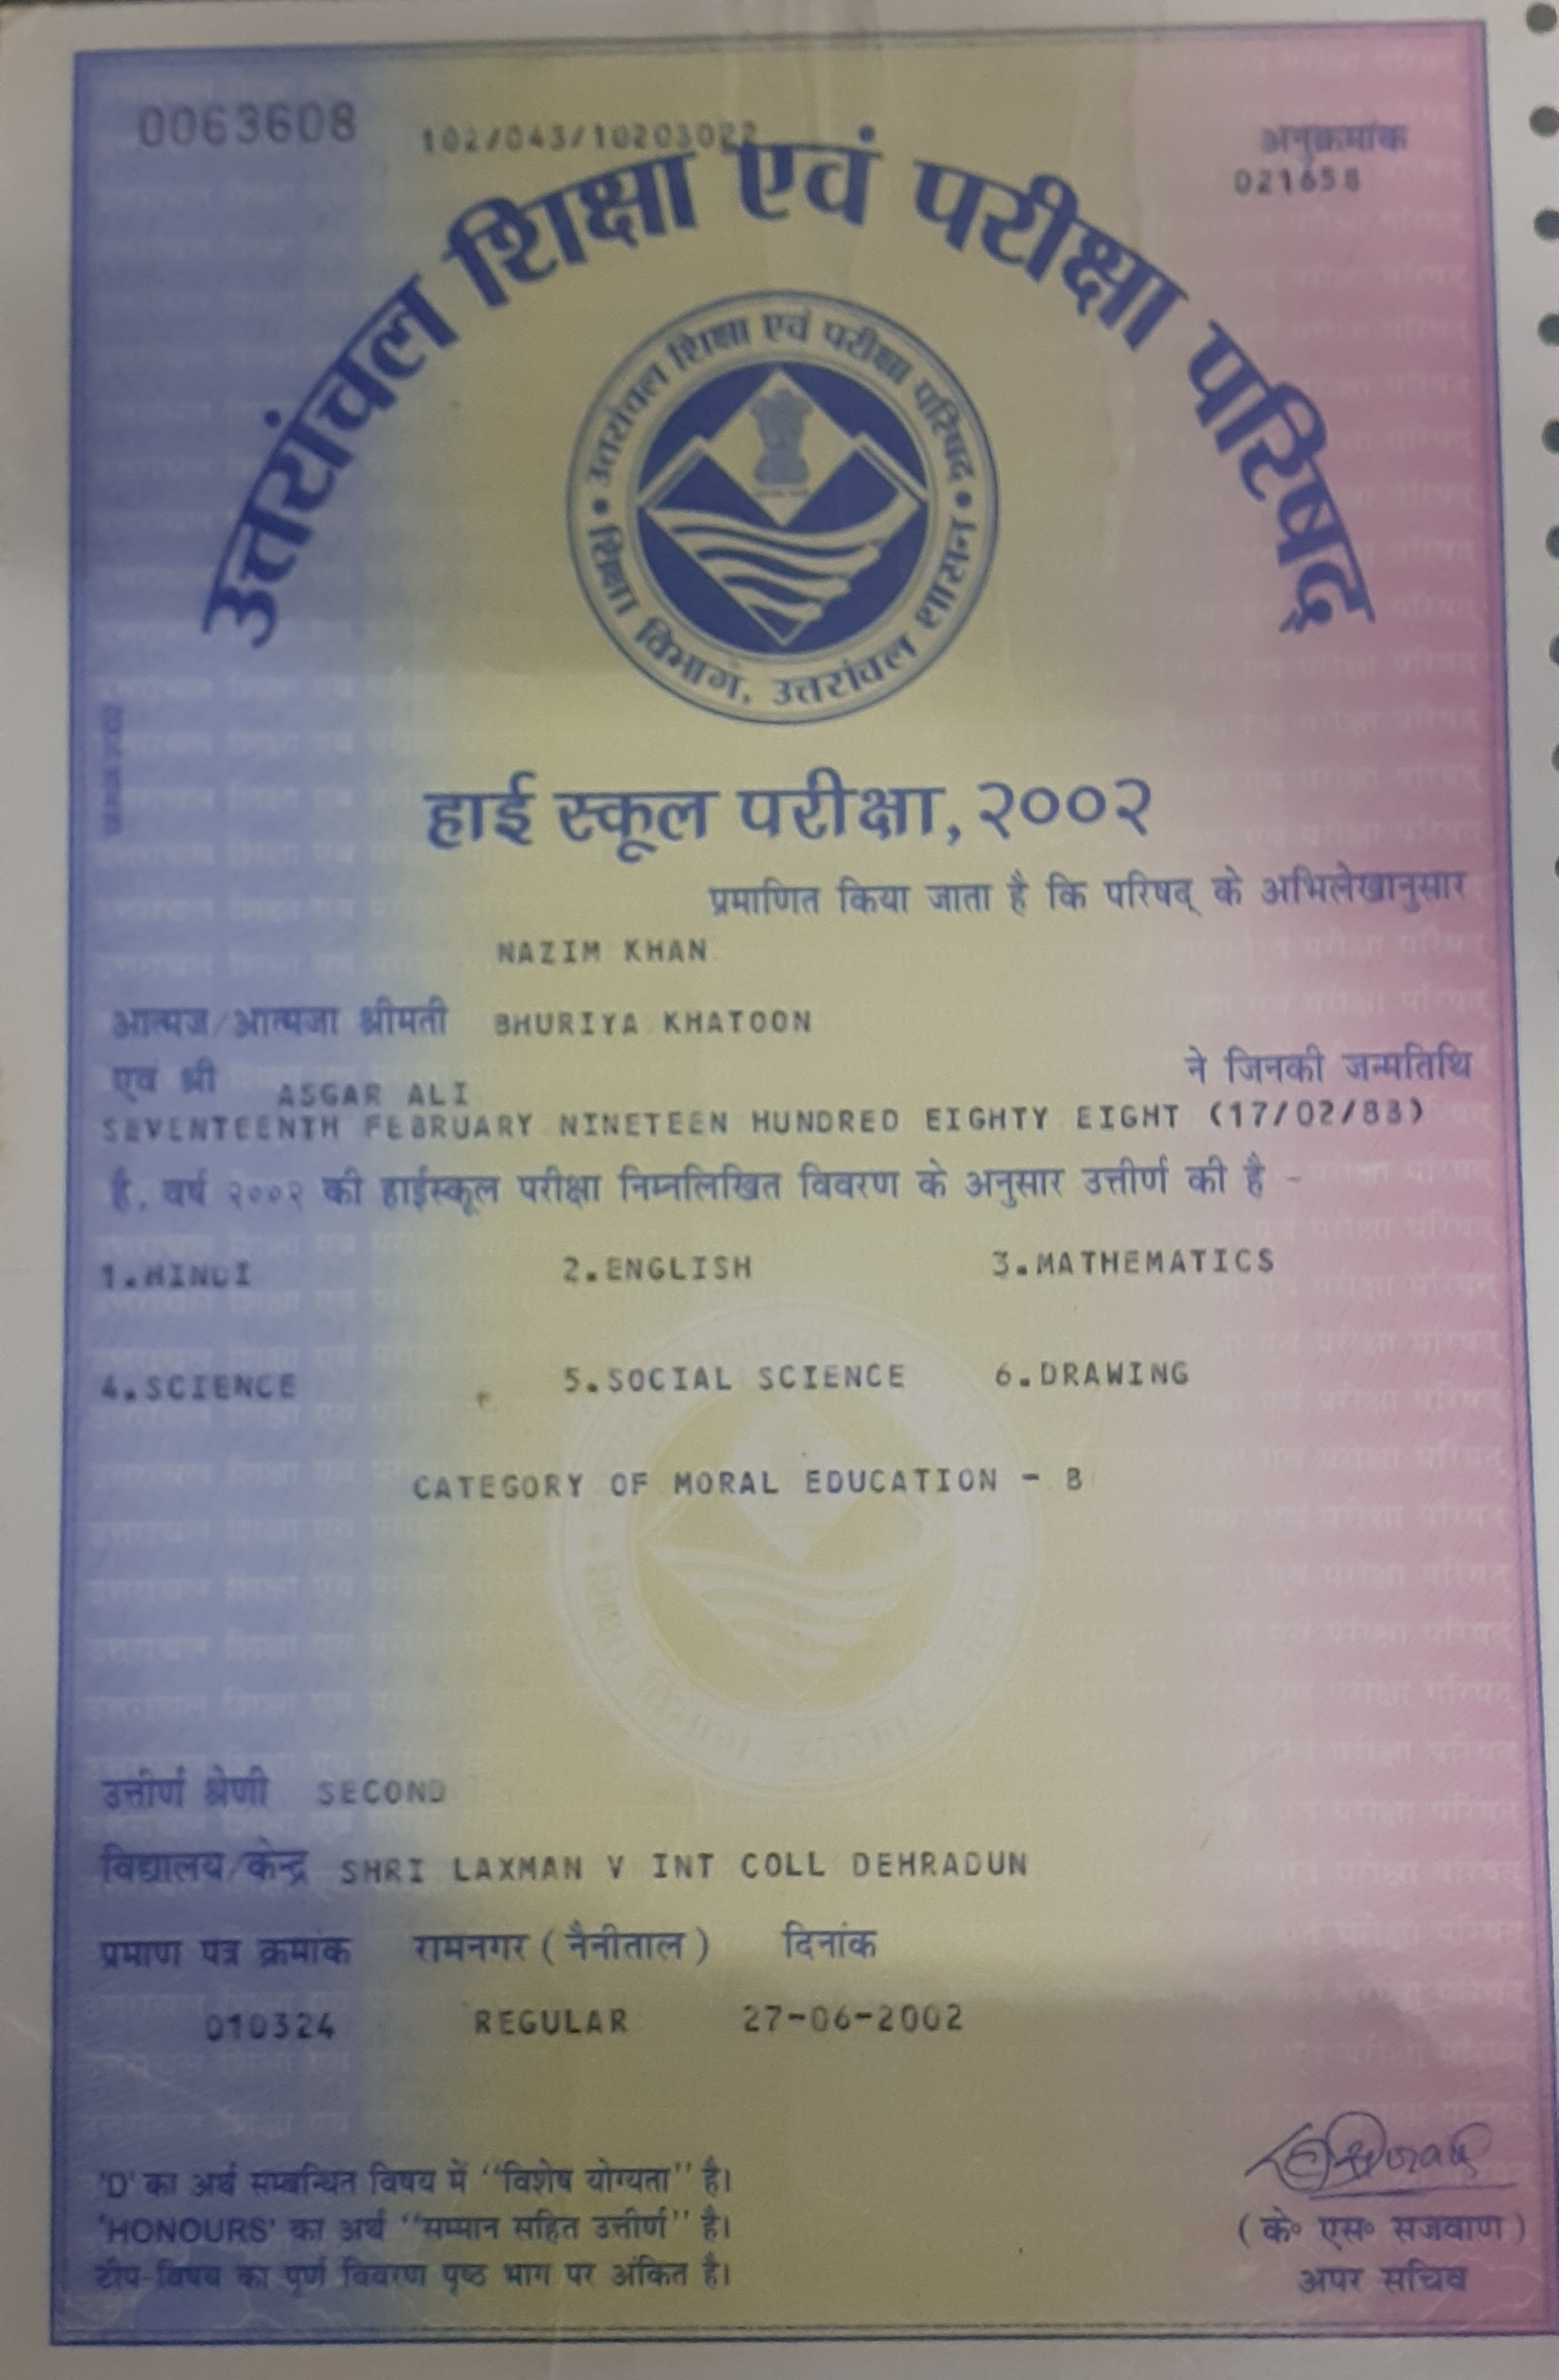 0063608
102/043/10203022
अनुक्रमांक
021658
उत्तरांचल शिक्षा एवं परीक्षा परिषद्
उत्तरांचल शिक्षा एवं परीक्षा परिषद्
शिक्षा विभाग, उत्तरांचल शासन
हाई स्कूल परीक्षा, २००२
प्रमाणित किया जाता है कि परिषद् के अभिलेखानुसार
NAZIM KHAN
आत्मज/आत्मजा श्रीमती BHURIYA KHATOON
एवं श्री ASGAR ALI ने जिनकी जन्मतिथि
SEVENTEENTH FEBRUARY NINETEEN HUNDRED EIGHTY EIGHT (17/02/88)
है, वर्ष २००२ की हाईस्कूल परीक्षा निम्नलिखित विवरण के अनुसार उत्तीर्ण की है -
1.HINDI 2.ENGLISH 3.MATHEMATICS
4.SCIENCE 5.SOCIAL SCIENCE 6.DRAWING
CATEGORY OF MORAL EDUCATION - B
उत्तीर्ण श्रेणी SECOND
विद्यालय/केन्द्र SHRI LAXMAN V INT COLL DEHRADUN
प्रमाण पत्र क्रमांक रामनगर (नैनीताल) दिनांक
010324 REGULAR 27-06-2002
'D' का अर्थ सम्बन्धित विषय में "विशेष योग्यता" है।
'HONOURS' का अर्थ "सम्मान सहित उत्तीर्ण" है।
टीप-विषय का पूर्ण विवरण पृष्ठ भाग पर अंकित है।
(के० एस० सजवाण)
अपर सचिव